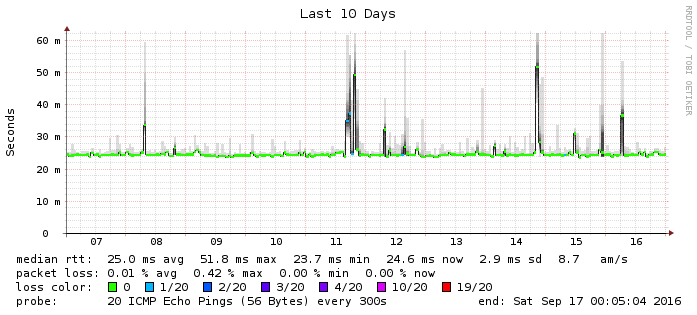 Last 10 Days
RRDTOOL / TOBI OETIKER
Seconds
60 m
50 m
40 m
30 m
20 m
10 m
0
07 08 09 10 11 12 13 14 15 16
median rtt: 25.0 ms avg 51.8 ms max 23.7 ms min 24.6 ms now 2.9 ms sd 8.7 am/s
packet loss: 0.01 % avg 0.42 % max 0.00 % min 0.00 % now
loss color: 0 1/20 2/20 3/20 4/20 10/20 19/20
probe: 20 ICMP Echo Pings (56 Bytes) every 300s end: Sat Sep 17 00:05:04 2016